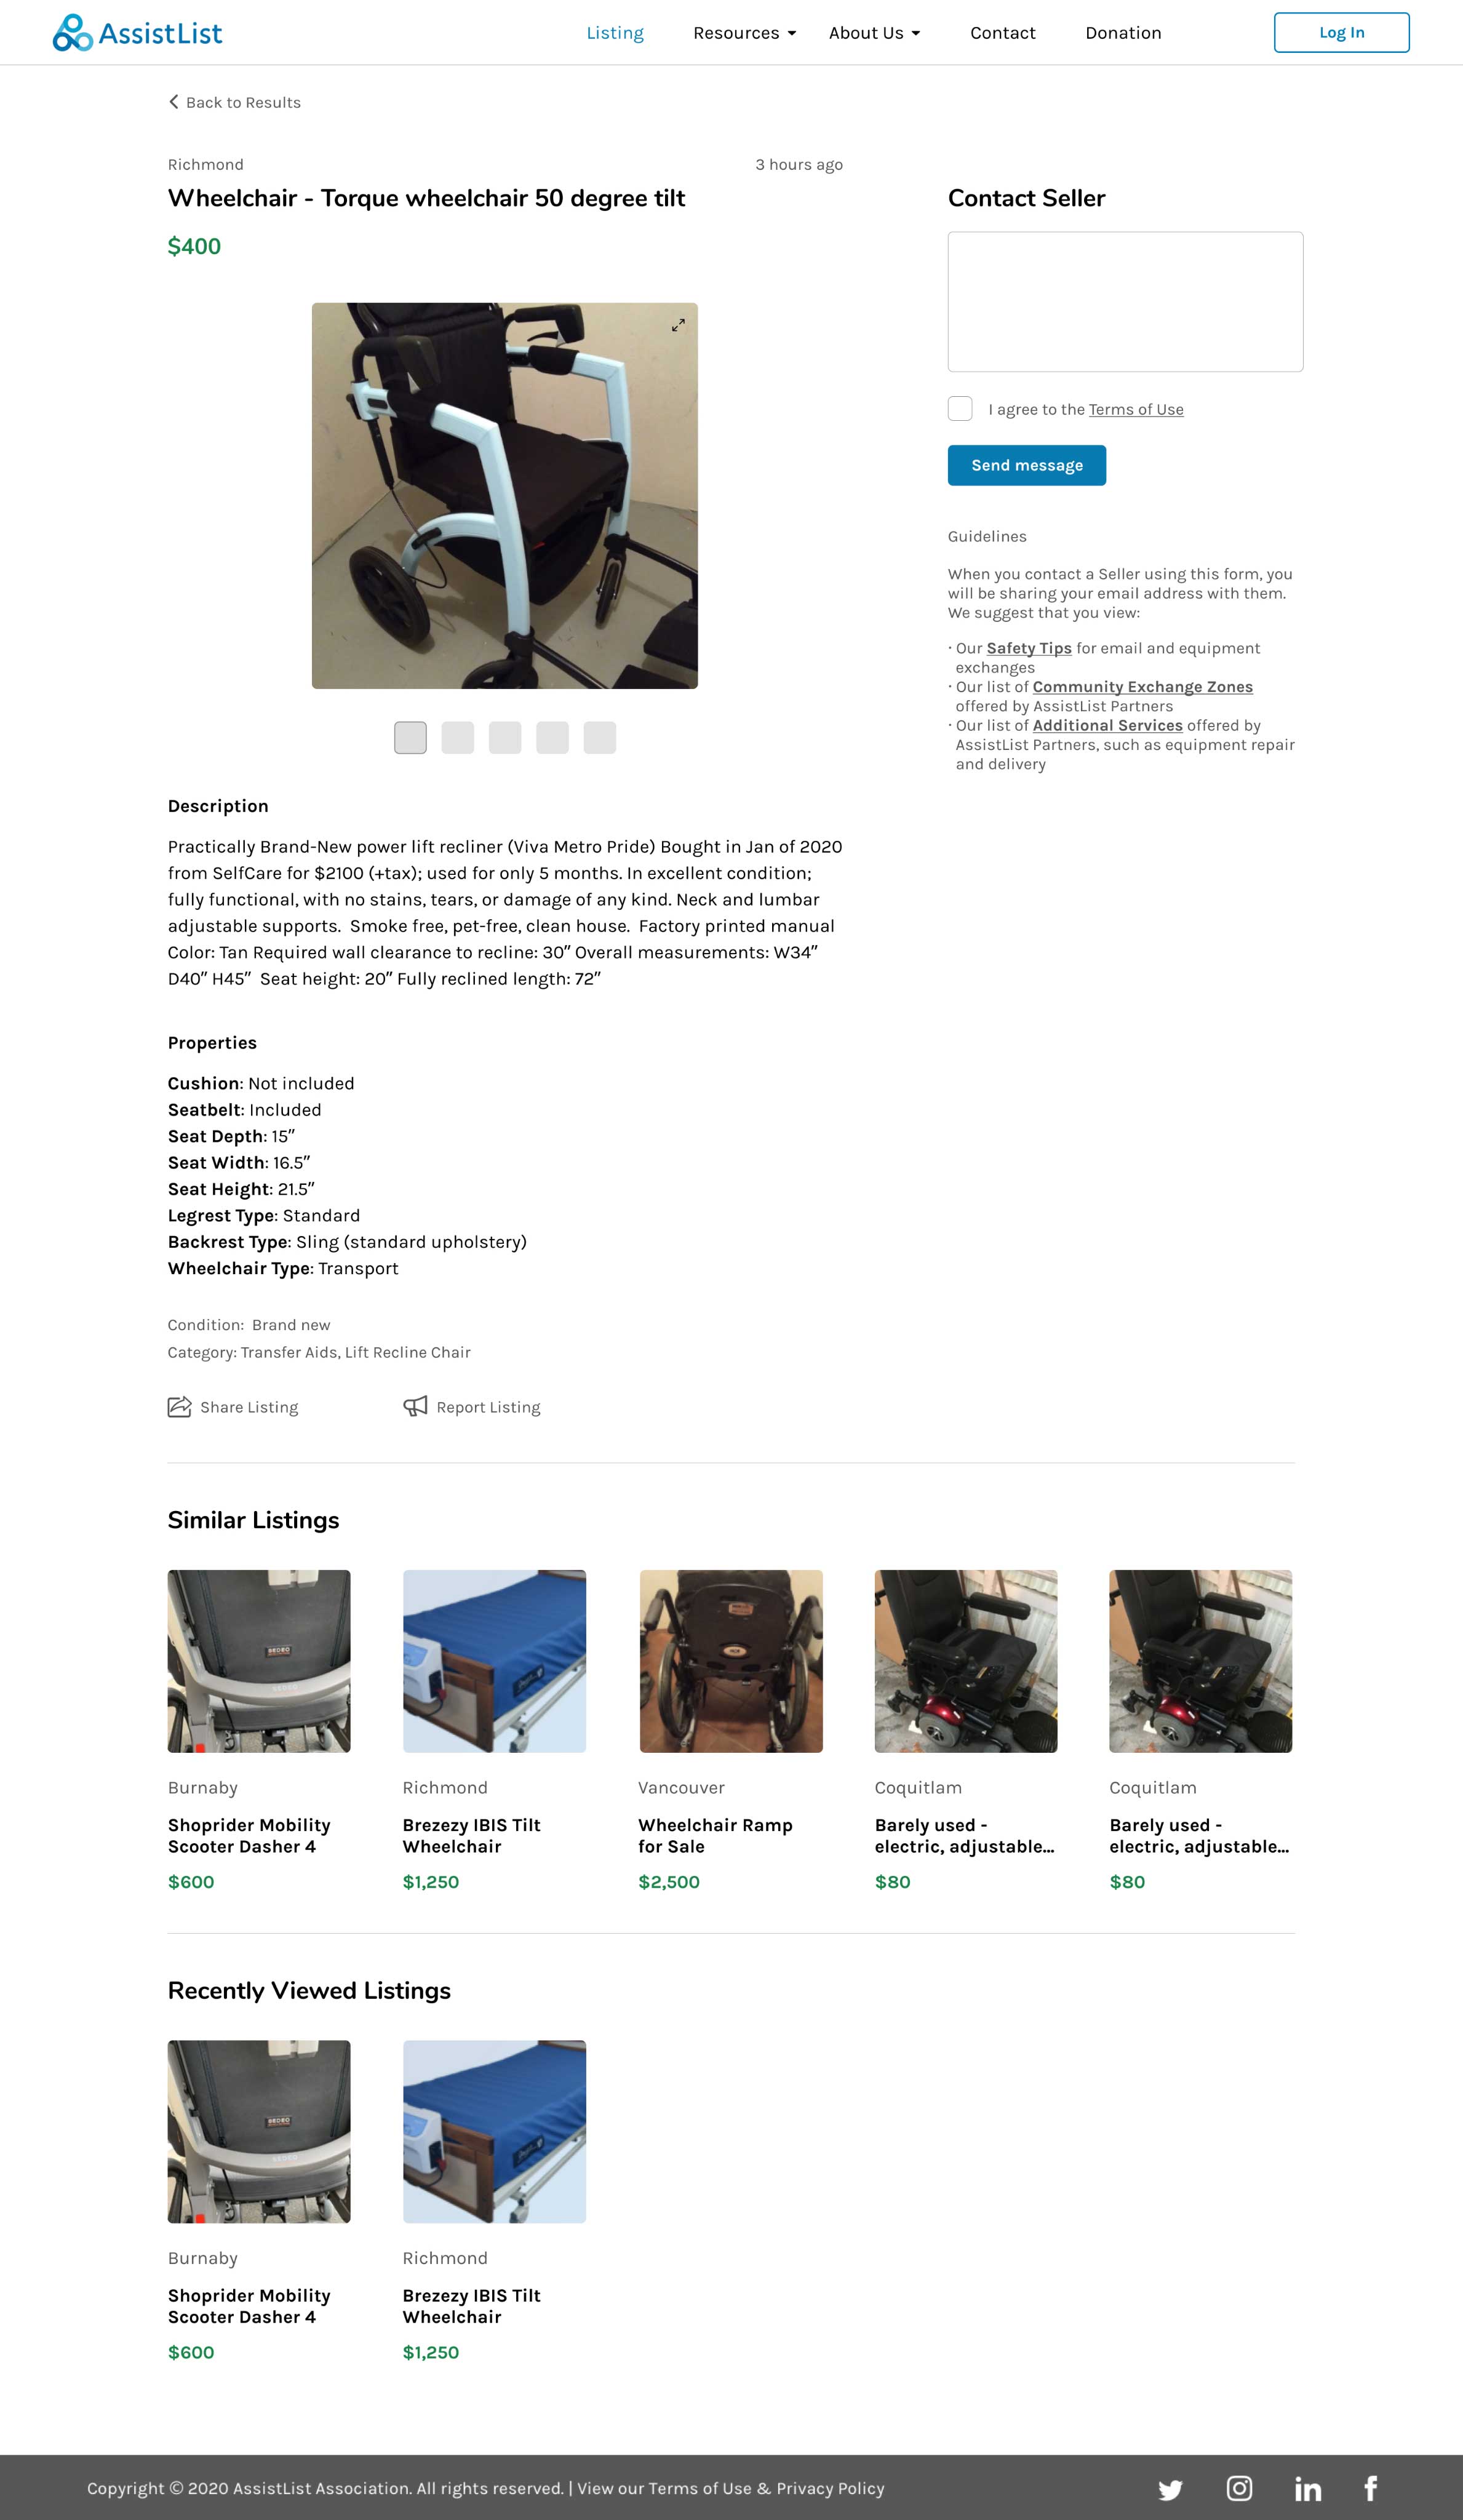 AssistList
Listing
Resources
About Us
Contact
Donation
Log In
Back to Results
Richmond
3 hours ago
Wheelchair - Torque wheelchair 50 degree tilt
$400
Contact Seller
I agree to the Terms of Use
Send message
Guidelines
When you contact a Seller using this form, you
will be sharing your email address with them.
We suggest that you view:
· Our Safety Tips for email and equipment
exchanges
· Our list of Community Exchange Zones
offered by AssistList Partners
· Our list of Additional Services offered by
AssistList Partners, such as equipment repair
and delivery
Description
Practically Brand-New power lift recliner (Viva Metro Pride) Bought in Jan of 2020
from SelfCare for $2100 (+tax); used for only 5 months. In excellent condition;
fully functional, with no stains, tears, or damage of any kind. Neck and lumbar
adjustable supports.  Smoke free, pet-free, clean house.  Factory printed manual
Color: Tan Required wall clearance to recline: 30″ Overall measurements: W34″
D40″ H45″  Seat height: 20″ Fully reclined length: 72″
Properties
Cushion: Not included
Seatbelt: Included
Seat Depth: 15″
Seat Width: 16.5″
Seat Height: 21.5″
Legrest Type: Standard
Backrest Type: Sling (standard upholstery)
Wheelchair Type: Transport
Condition:  Brand new
Category: Transfer Aids, Lift Recline Chair
Share Listing
Report Listing
Similar Listings
Burnaby
Shoprider Mobility
Scooter Dasher 4
$600
Richmond
Brezezy IBIS Tilt
Wheelchair
$1,250
Vancouver
Wheelchair Ramp
for Sale
$2,500
Coquitlam
Barely used -
electric, adjustable...
$80
Coquitlam
Barely used -
electric, adjustable...
$80
Recently Viewed Listings
Burnaby
Shoprider Mobility
Scooter Dasher 4
$600
Richmond
Brezezy IBIS Tilt
Wheelchair
$1,250
Copyright © 2020 AssistList Association. All rights reserved. | View our Terms of Use & Privacy Policy